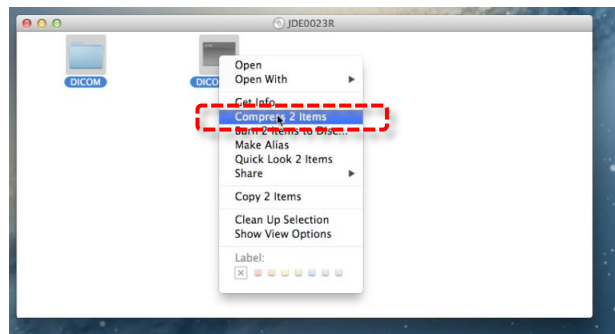 JDE0023R
DICOM
DICO
Open
Open With
Get Info
Compress 2 Items
Burn 2 Items to Disc...
Make Alias
Quick Look 2 Items
Share
Copy 2 Items
Clean Up Selection
Show View Options
Label: